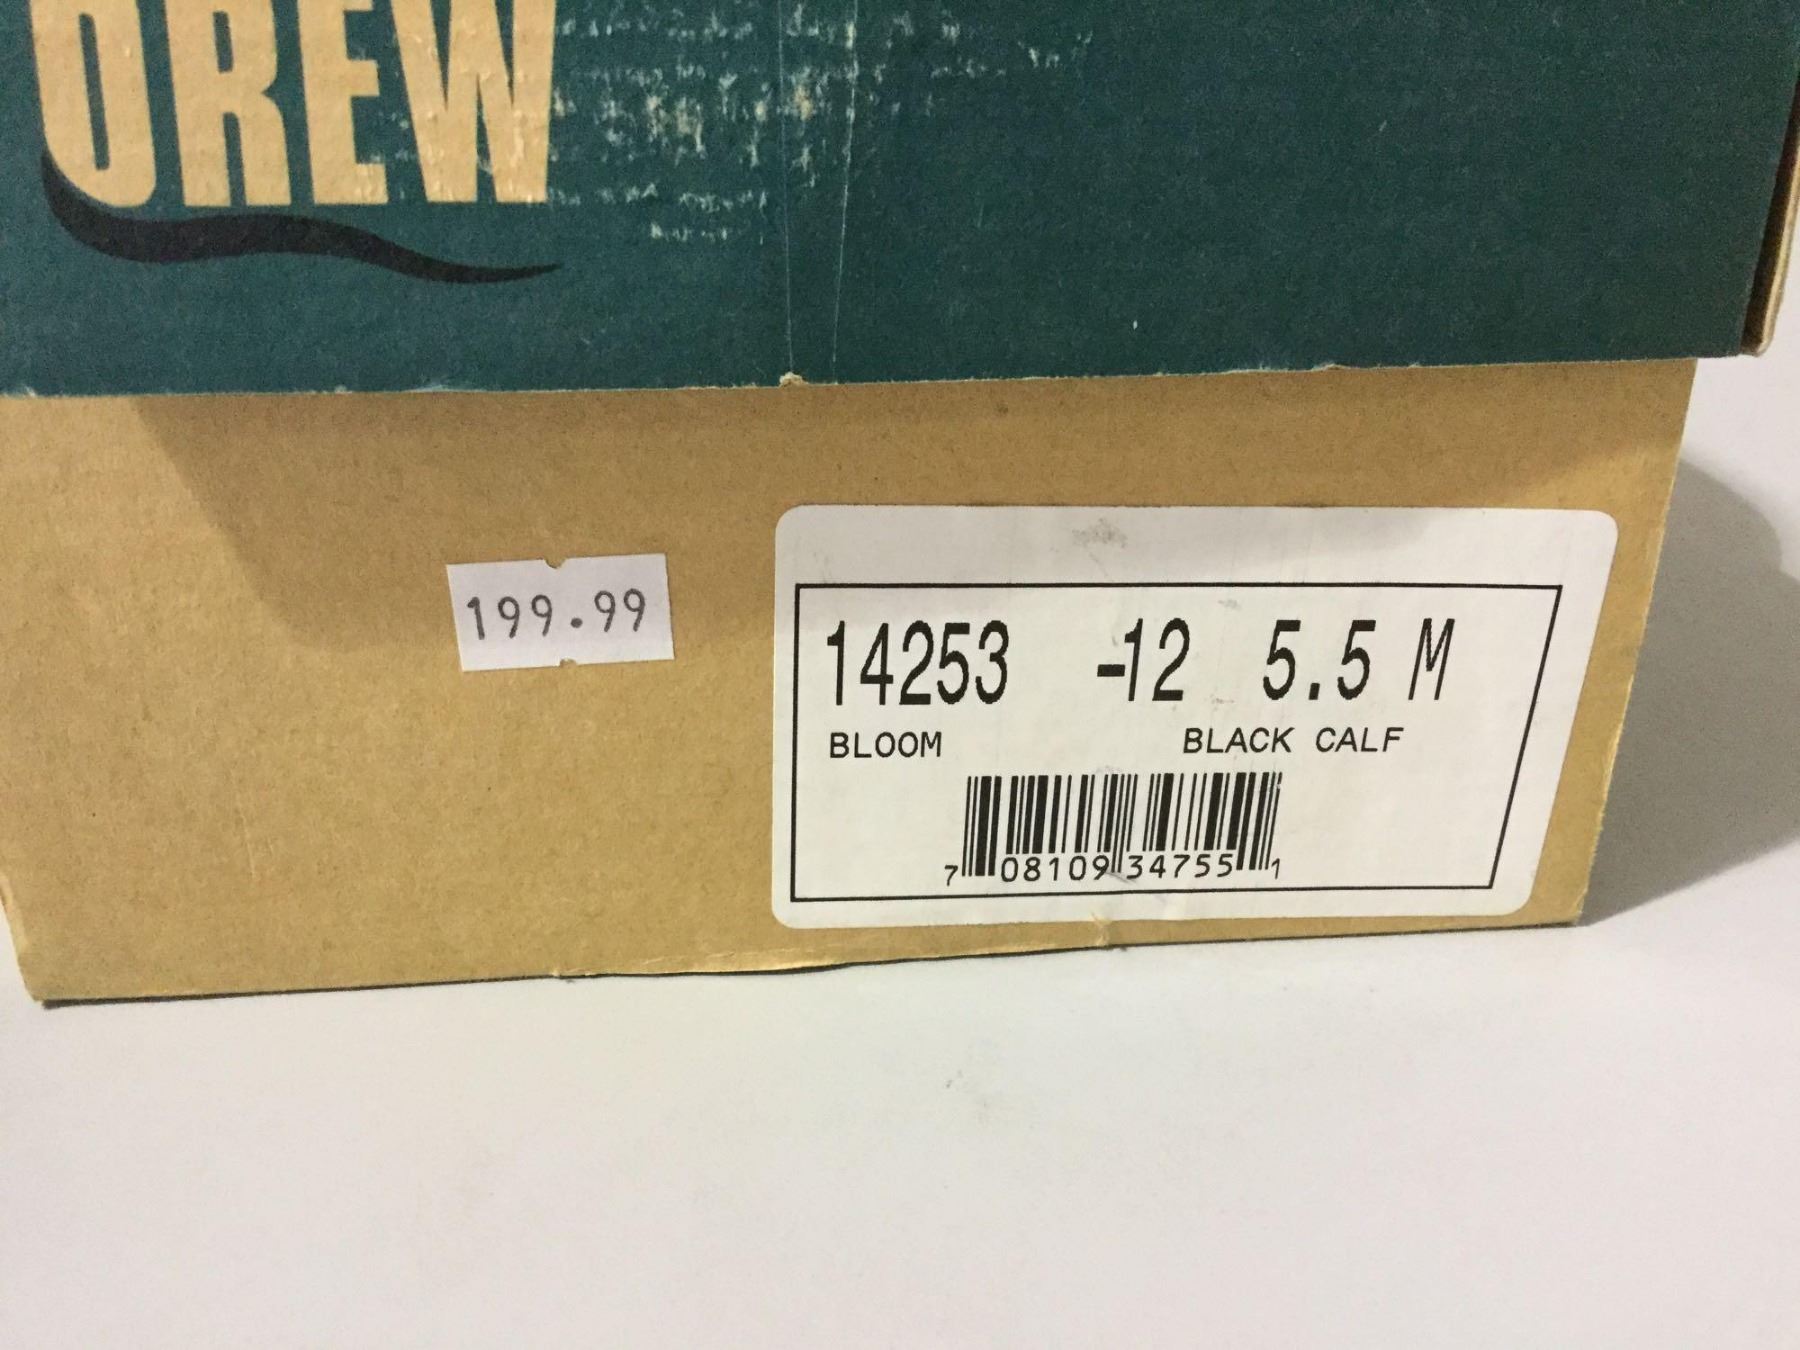 DREW
199.99
14253 -12 5.5 M
BLOOM BLACK CALF
7 08109 34755 1